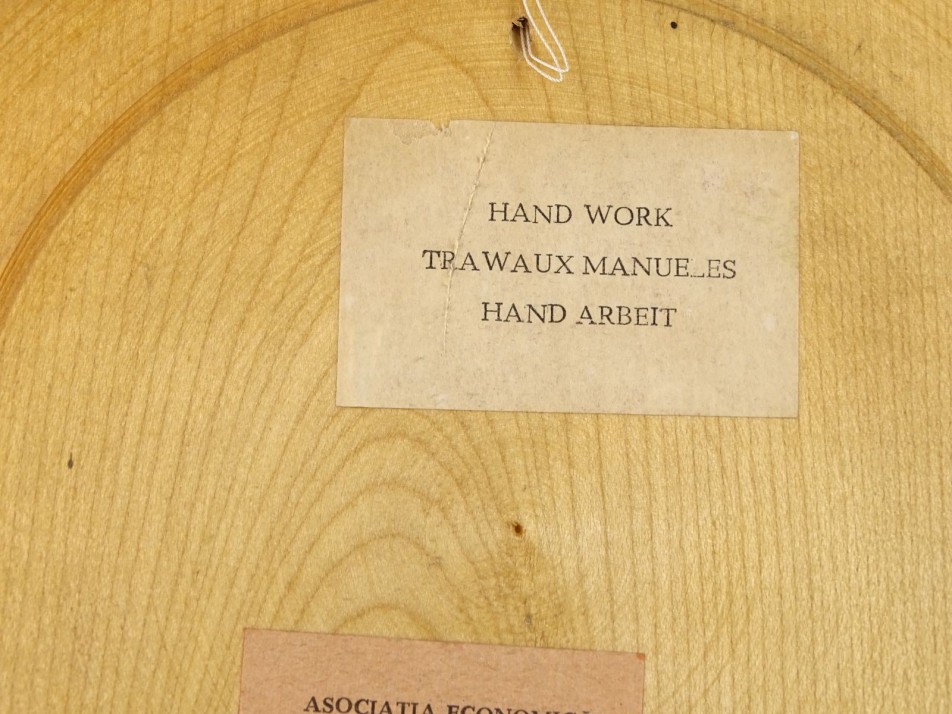 HAND WORK
TRAWAUX MANUELES
HAND ARBEIT
ASOCIATIA